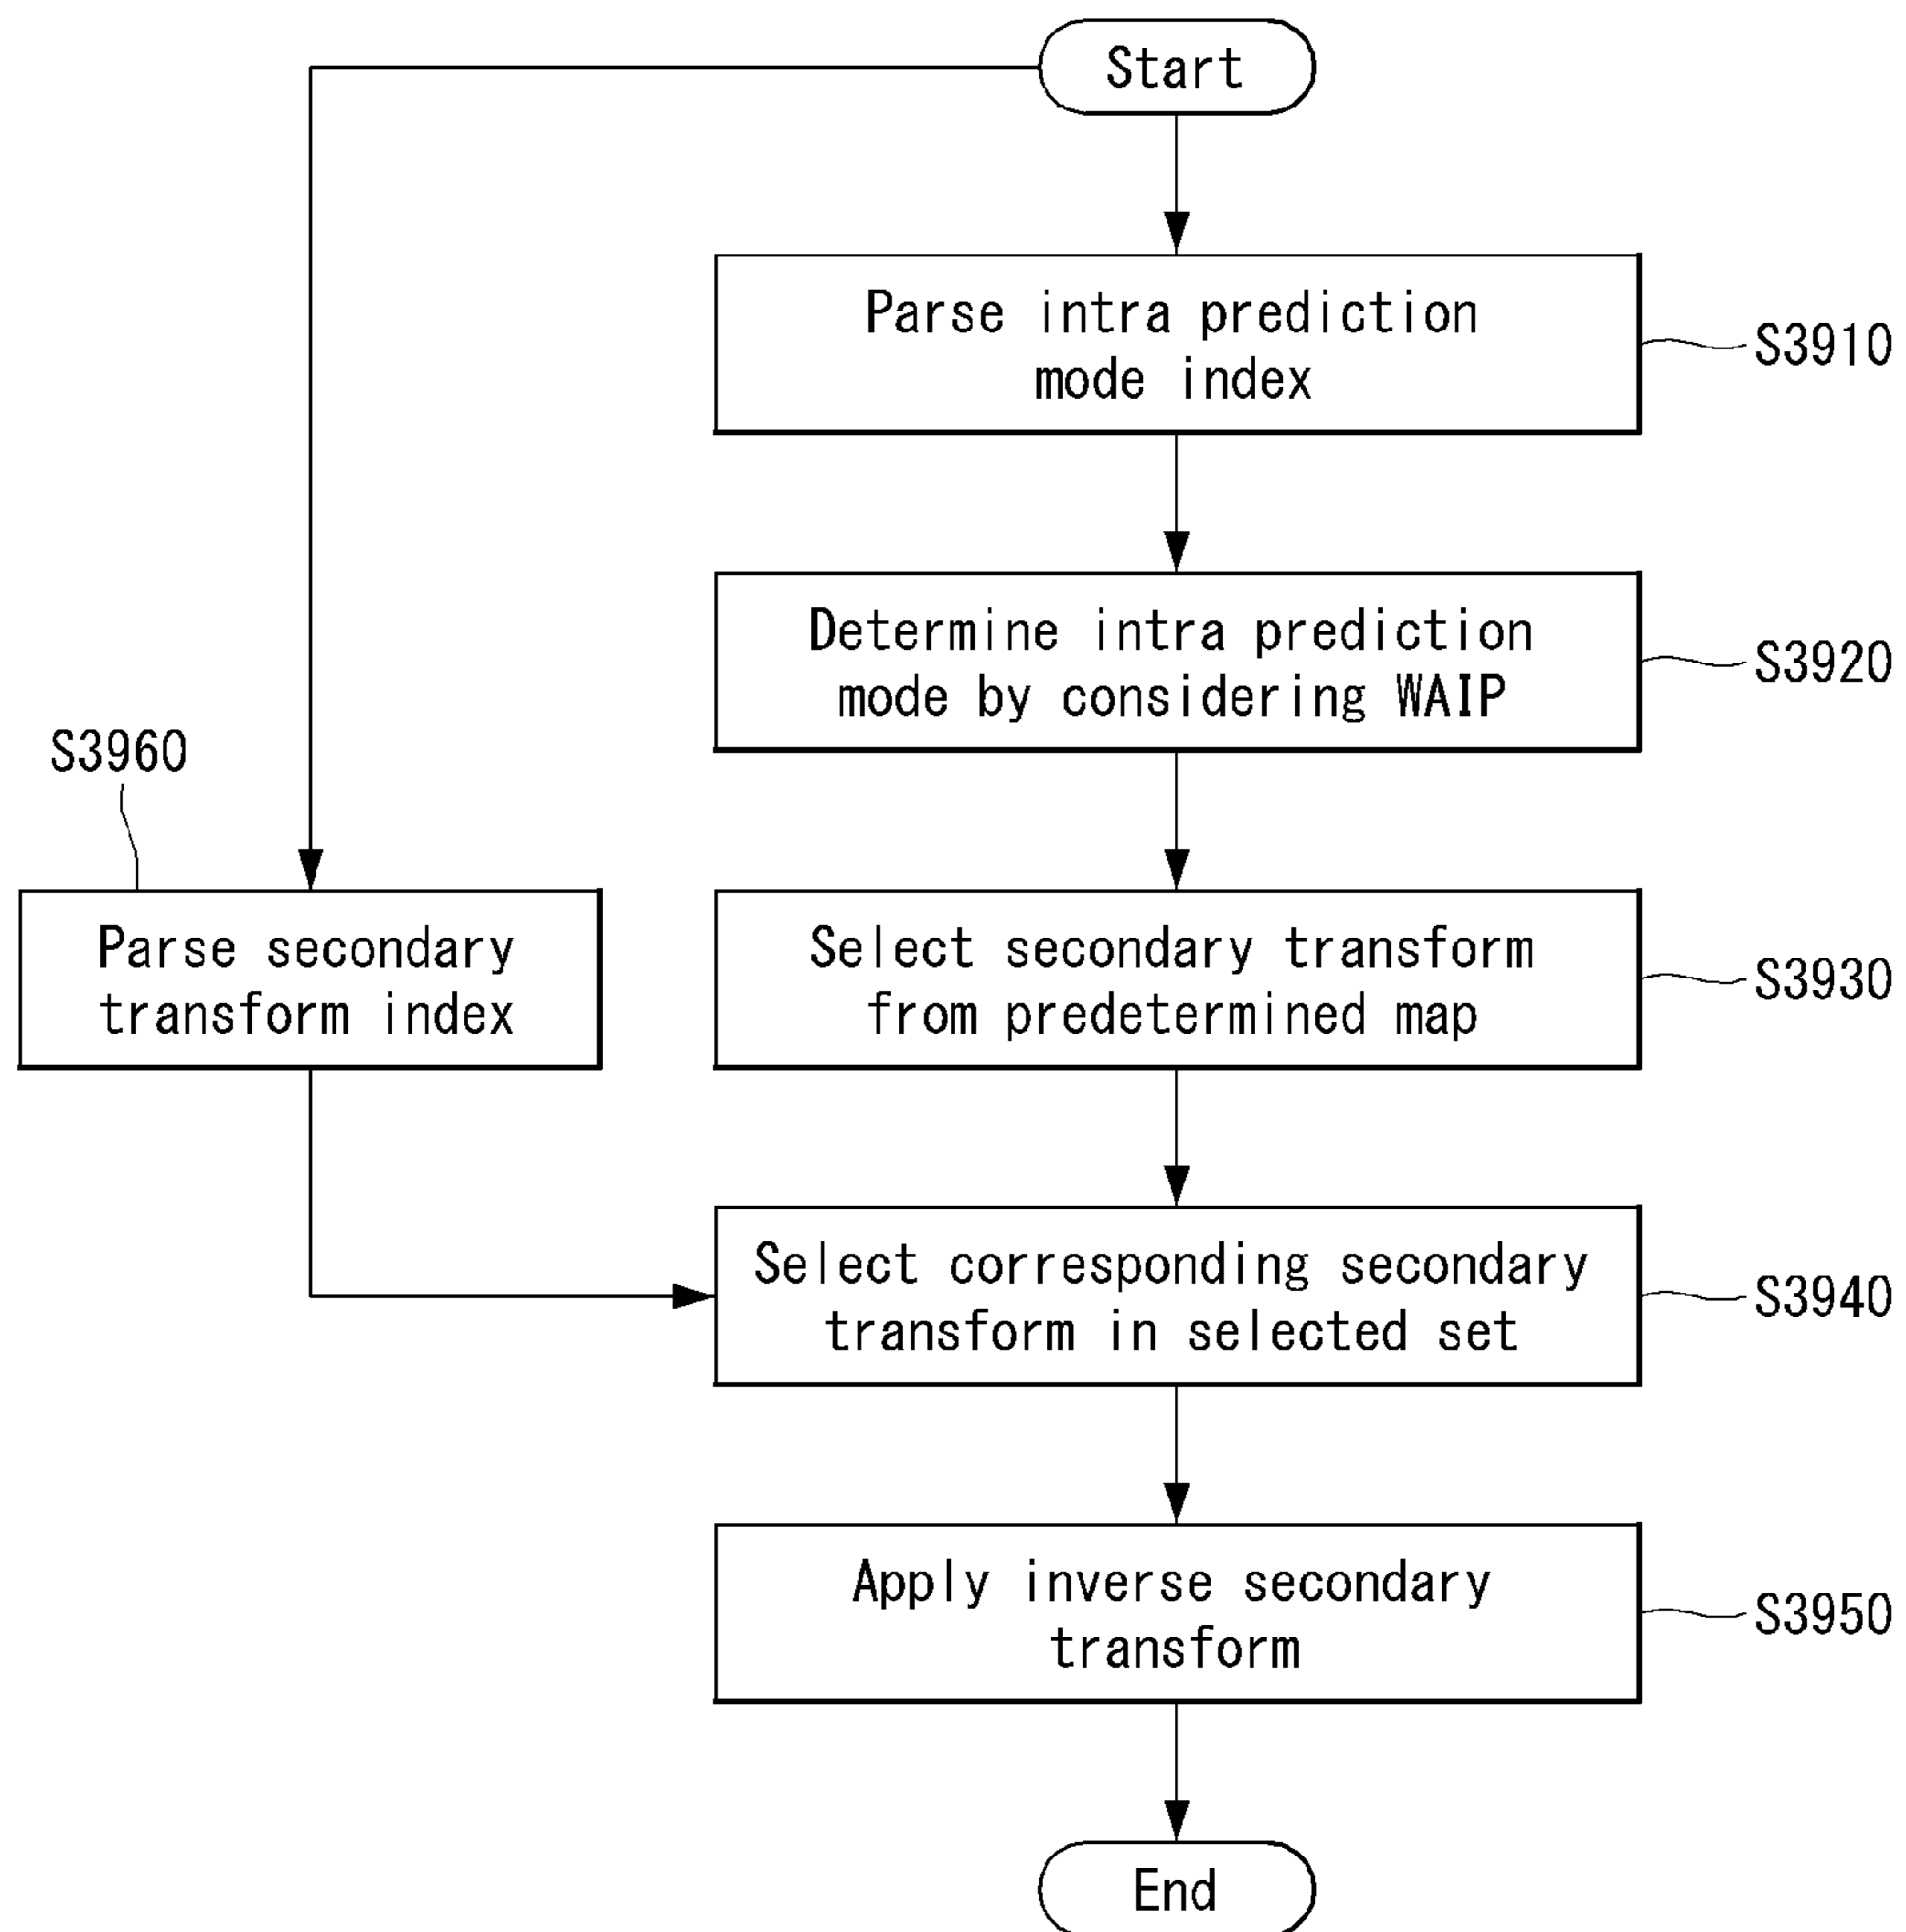 Start
Parse intra prediction
mode index
S3910
Determine intra prediction
mode by considering WAIP
S3920
S3960
Parse secondary
transform index
Select secondary transform
from predetermined map
S3930
Select corresponding secondary
transform in selected set
S3940
Apply inverse secondary
transform
S3950
End